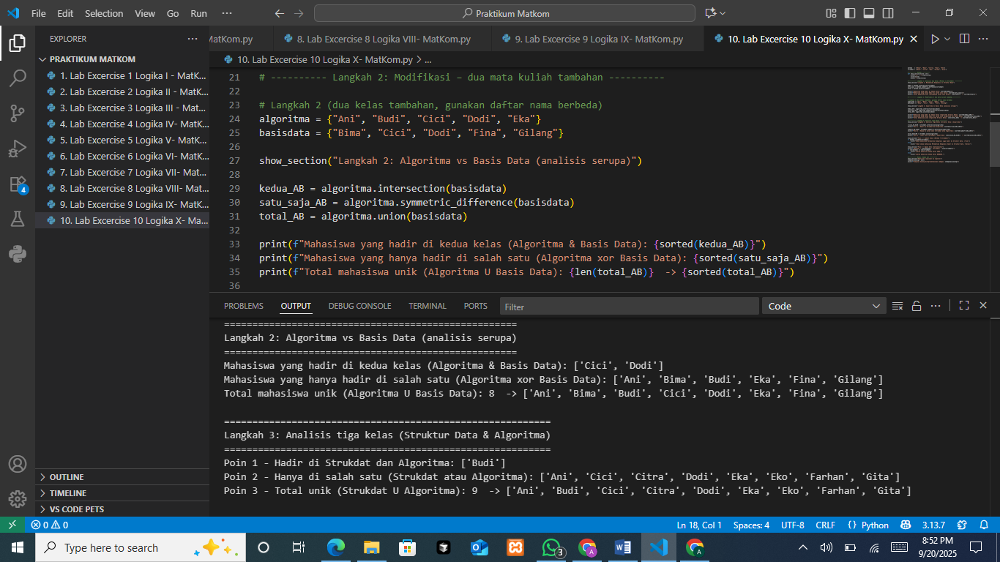 File Edit Selection View Go Run ··· Praktikum Matkom
EXPLORER ···
MatKom.py 8. Lab Excercise 8 Logika VIII- MatKom.py 9. Lab Excercise 9 Logika IX- MatKom.py 10. Lab Excercise 10 Logika X- MatKom.py
10. Lab Excercise 10 Logika X- MatKom.py > ...
PRAKTIKUM MATKOM
1. Lab Excercise 1 Logika I - MatK...
2. Lab Excercise 2 Logika II - MatK...
3. Lab Excercise 3 Logika III - Mat...
4. Lab Excercise 4 Logika IV- Mat...
5. Lab Excercise 5 Logika V- MatK...
6. Lab Excercise 6 Logika VI- Mat...
7. Lab Excercise 7 Logika VII- Mat...
8. Lab Excercise 8 Logika VIII- Mat...
9. Lab Excercise 9 Logika IX- MatK...
10. Lab Excercise 10 Logika X- Ma...
4
OUTLINE
TIMELINE
VS CODE PETS
21 # ---------- Langkah 2: Modifikasi – dua mata kuliah tambahan ----------
22
23 # Langkah 2 (dua kelas tambahan, gunakan daftar nama berbeda)
24 algoritma = {"Ani", "Budi", "Cici", "Dodi", "Eka"}
25 basisdata = {"Bima", "Cici", "Dodi", "Fina", "Gilang"}
26
27 show_section("Langkah 2: Algoritma vs Basis Data (analisis serupa)")
28
29 kedua_AB = algoritma.intersection(basisdata)
30 satu_saja_AB = algoritma.symmetric_difference(basisdata)
31 total_AB = algoritma.union(basisdata)
32
33 print(f"Mahasiswa yang hadir di kedua kelas (Algoritma & Basis Data): {sorted(kedua_AB)}")
34 print(f"Mahasiswa yang hanya hadir di salah satu (Algoritma xor Basis Data): {sorted(satu_saja_AB)}")
35 print(f"Total mahasiswa unik (Algoritma U Basis Data): {len(total_AB)}  -> {sorted(total_AB)}")
36
PROBLEMS OUTPUT DEBUG CONSOLE TERMINAL PORTS Filter Code
====================================================
Langkah 2: Algoritma vs Basis Data (analisis serupa)
====================================================
Mahasiswa yang hadir di kedua kelas (Algoritma & Basis Data): ['Cici', 'Dodi']
Mahasiswa yang hanya hadir di salah satu (Algoritma xor Basis Data): ['Ani', 'Bima', 'Budi', 'Eka', 'Fina', 'Gilang']
Total mahasiswa unik (Algoritma U Basis Data): 8  -> ['Ani', 'Bima', 'Budi', 'Cici', 'Dodi', 'Eka', 'Fina', 'Gilang']
==========================================================
Langkah 3: Analisis tiga kelas (Struktur Data & Algoritma)
==========================================================
Poin 1 - Hadir di Strukdat dan Algoritma: ['Budi']
Poin 2 - Hanya di salah satu (Strukdat atau Algoritma): ['Ani', 'Cici', 'Citra', 'Dodi', 'Eka', 'Eko', 'Farhan', 'Gita']
Poin 3 - Total unik (Strukdat U Algoritma): 9  -> ['Ani', 'Budi', 'Cici', 'Citra', 'Dodi', 'Eka', 'Eko', 'Farhan', 'Gita']
0 0 Ln 18, Col 1 Spaces: 4 UTF-8 CRLF {} Python 3.13.7
Type here to search 3 A A 8:52 PM
9/20/2025